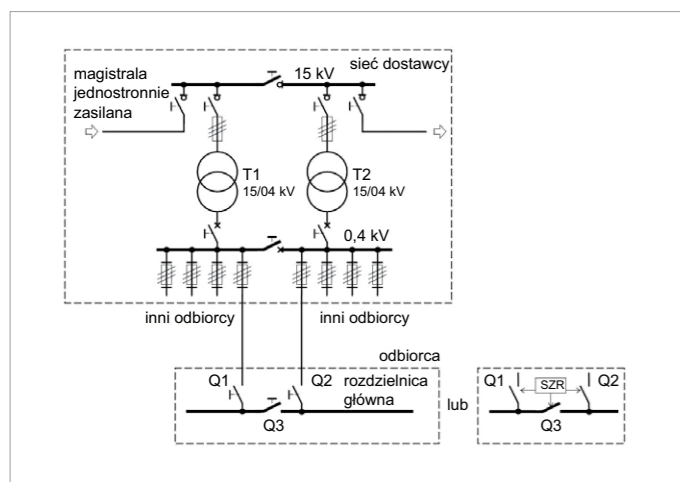 magistrala
jednostronnie
zasilana
15 kV
sieć dostawcy
T1
15/04 kV
T2
15/04 kV
0,4 kV
inni odbiorcy
inni odbiorcy
odbiorca
Q1
Q2
rozdzielnica
główna
Q3
lub
Q1
SZR
Q2
Q3